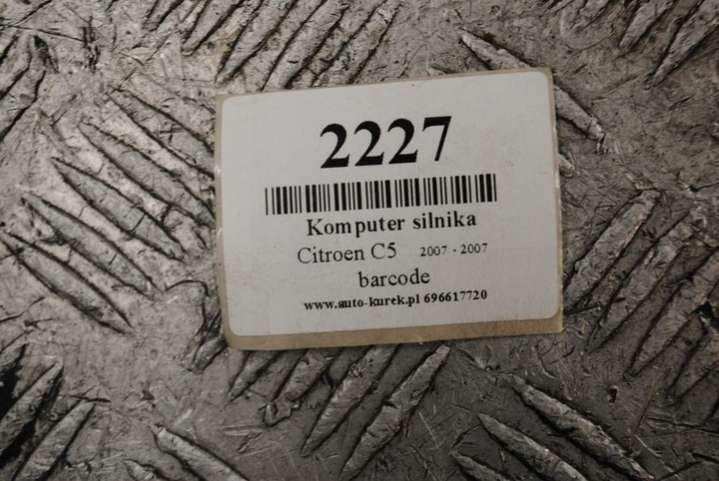 2227
Komputer silnika
Citroen C5 2007 - 2007
barcode
www.auto-kurek.pl 696617720